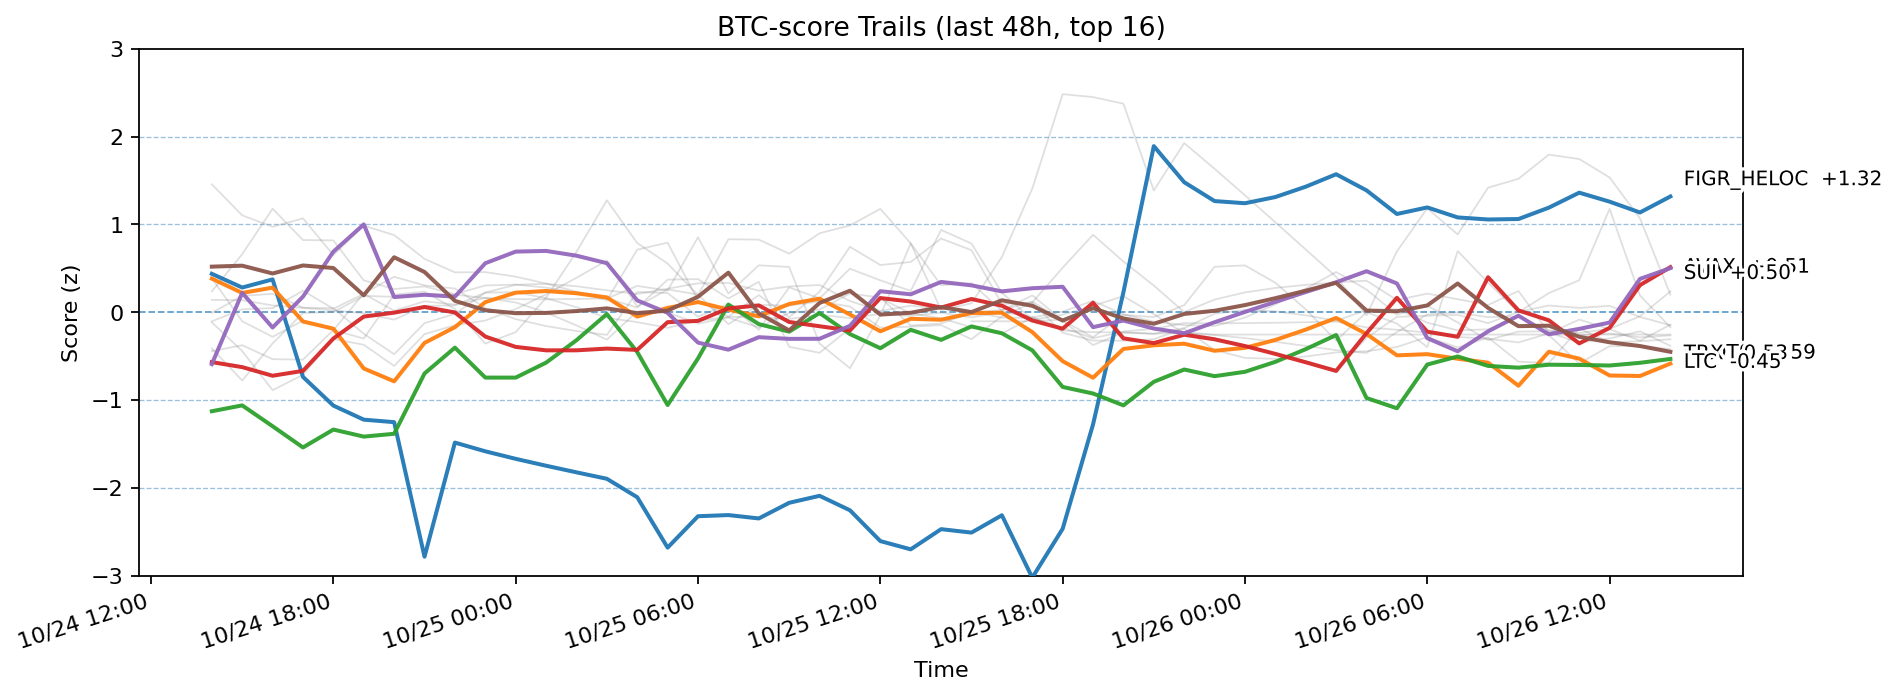 BTC-score Trails (last 48h, top 16)
Score (z)
3
2
1
0
−1
−2
−3
FIGR_HELOC +1.32
SUI +0.50
LTC -0.45
10/24 12:00
10/24 18:00
10/25 00:00
10/25 06:00
10/25 12:00
10/25 18:00
10/26 00:00
10/26 06:00
10/26 12:00
Time